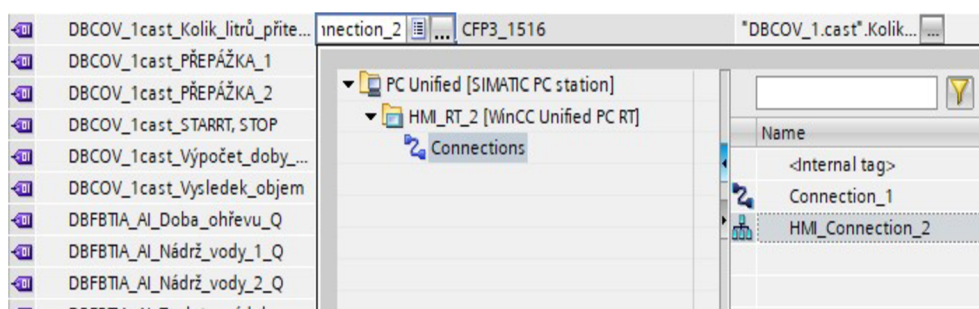 DBCOV_1cast_Kolik_litrů_přite... nnection_2 ... CFP3_1516 "DBCOV_1.cast".Kolik... ...
DBCOV_1cast_PŘEPÁŽKA_1
DBCOV_1cast_PŘEPÁŽKA_2
DBCOV_1cast_STARRT, STOP
DBCOV_1cast_Výpočet_doby_...
DBCOV_1cast_Vysledek_objem
DBFBTIA_AI_Doba_ohřevu_Q
DBFBTIA_AI_Nádrž_vody_1_Q
DBFBTIA_AI_Nádrž_vody_2_Q
PC Unified [SIMATIC PC station]
HMI_RT_2 [WinCC Unified PC RT]
Connections
Name
<Internal tag>
Connection_1
HMI_Connection_2